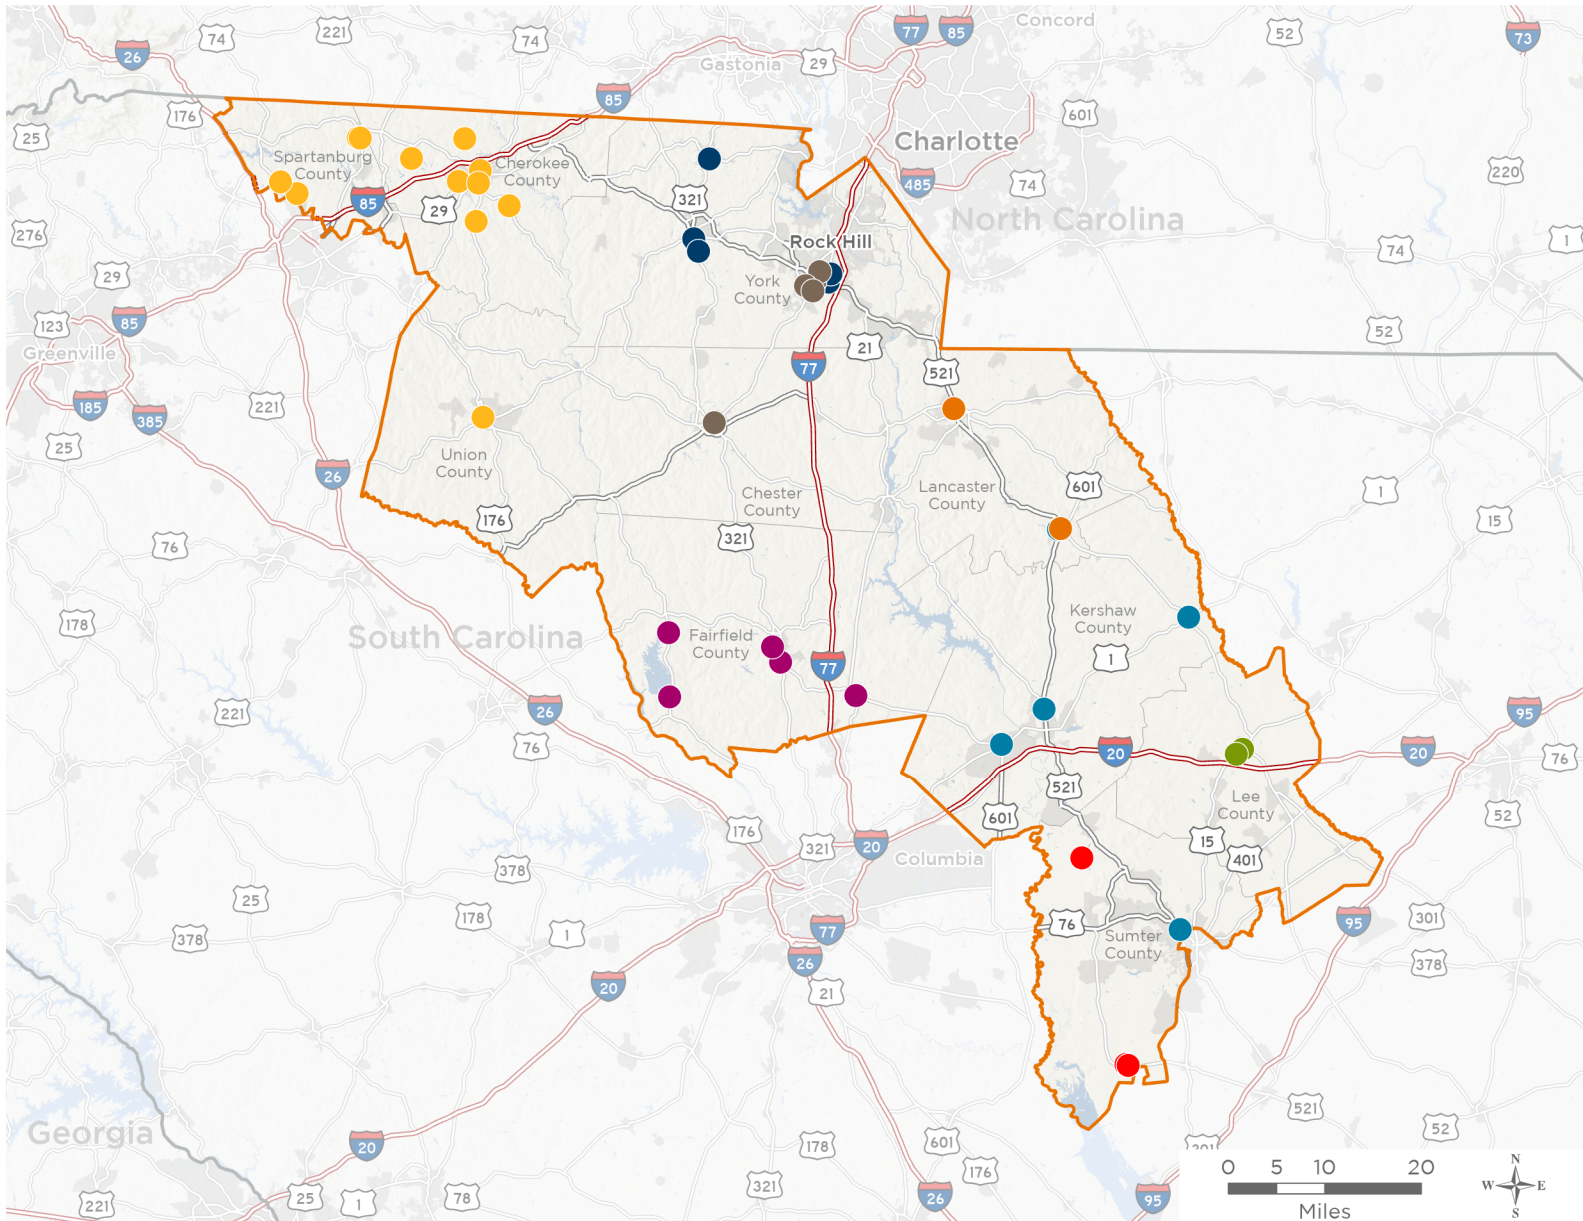 Concord
74
221
74
26
77
85
52
73
Gastonia
29
85
176
601
25
Charlotte
Spartanburg
County
Cherokee
County
220
485
74
321
85
29
North Carolina
276
Rock Hill
74
1
29
York
County
123
85
52
Greenville
21
77
521
185
385
221
25
Union
County
26
Lancaster
County
601
1
Chester
County
176
15
321
76
Kershaw
County
178
South Carolina
Fairfield
County
1
77
221
26
95
76
20
20
76
521
Lee
County
601
52
176
15
321
20
Columbia
401
378
25
178
76
95
301
77
1
378
Sumter
County
26
378
20
21
521
Georgia
52
20
178
601
301
176
321
0 5 10 20
Miles
N
W E
S
221
25
1
78
26
95